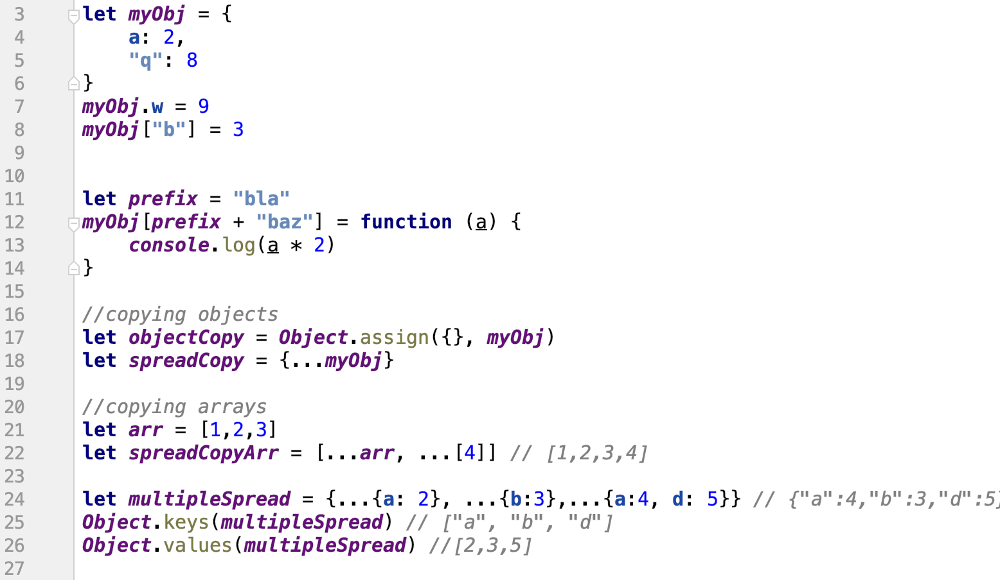 3 let myObj = {
4     a: 2,
5     "q": 8
6 }
7 myObj.w = 9
8 myObj["b"] = 3
9
10
11 let prefix = "bla"
12 myObj[prefix + "baz"] = function (a) {
13     console.log(a * 2)
14 }
15
16 //copying objects
17 let objectCopy = Object.assign({}, myObj)
18 let spreadCopy = {...myObj}
19
20 //copying arrays
21 let arr = [1,2,3]
22 let spreadCopyArr = [...arr, ...[4]] // [1,2,3,4]
23
24 let multipleSpread = {...{a: 2}, ...{b:3},...{a:4, d: 5}} // {"a":4,"b":3,"d":5}
25 Object.keys(multipleSpread) // ["a", "b", "d"]
26 Object.values(multipleSpread) //[2,3,5]
27